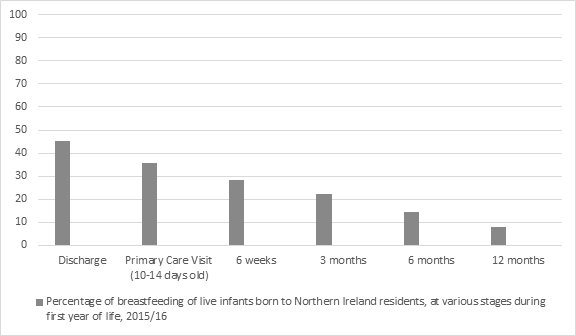 100
90
80
70
60
50
40
30
20
10
0
Discharge
Primary Care Visit
(10-14 days old)
6 weeks
3 months
6 months
12 months
Percentage of breastfeeding of live infants born to Northern Ireland residents, at various stages during
first year of life, 2015/16